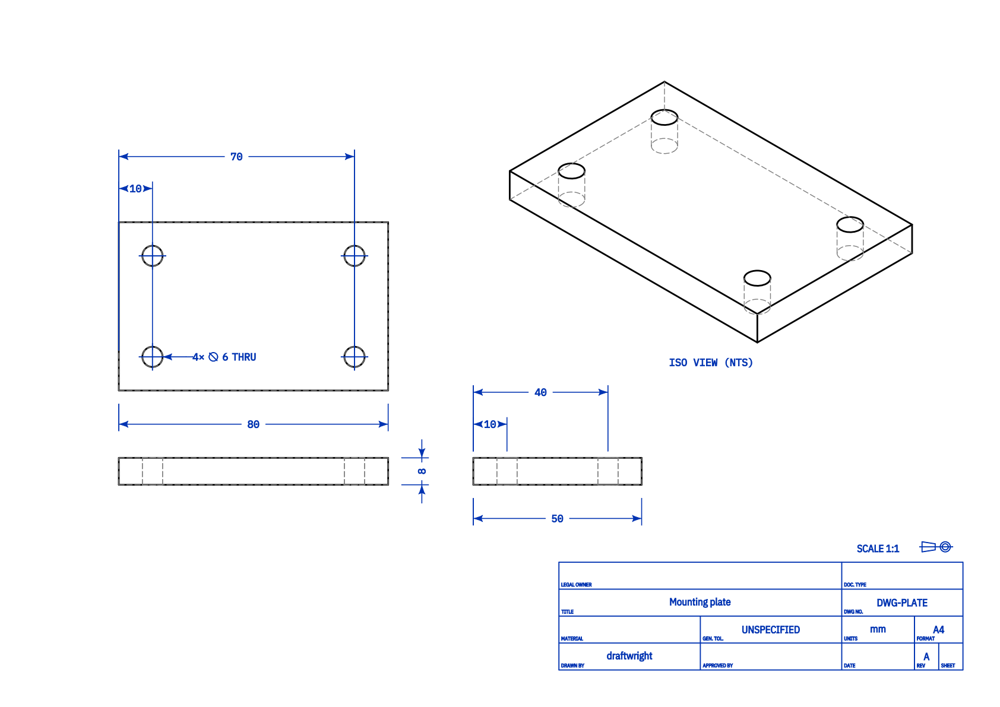 70
10
4× ∅ 6 THRU
ISO VIEW (NTS)
40
80
10
8
50
SCALE 1:1
LEGAL OWNER
DOC. TYPE
Mounting plate
TITLE
DWG-PLATE
DWG NO.
MATERIAL
UNSPECIFIED
GEN. TOL.
mm
UNITS
A4
FORMAT
draftwright
DRAWN BY
APPROVED BY
DATE
A
REV
SHEET